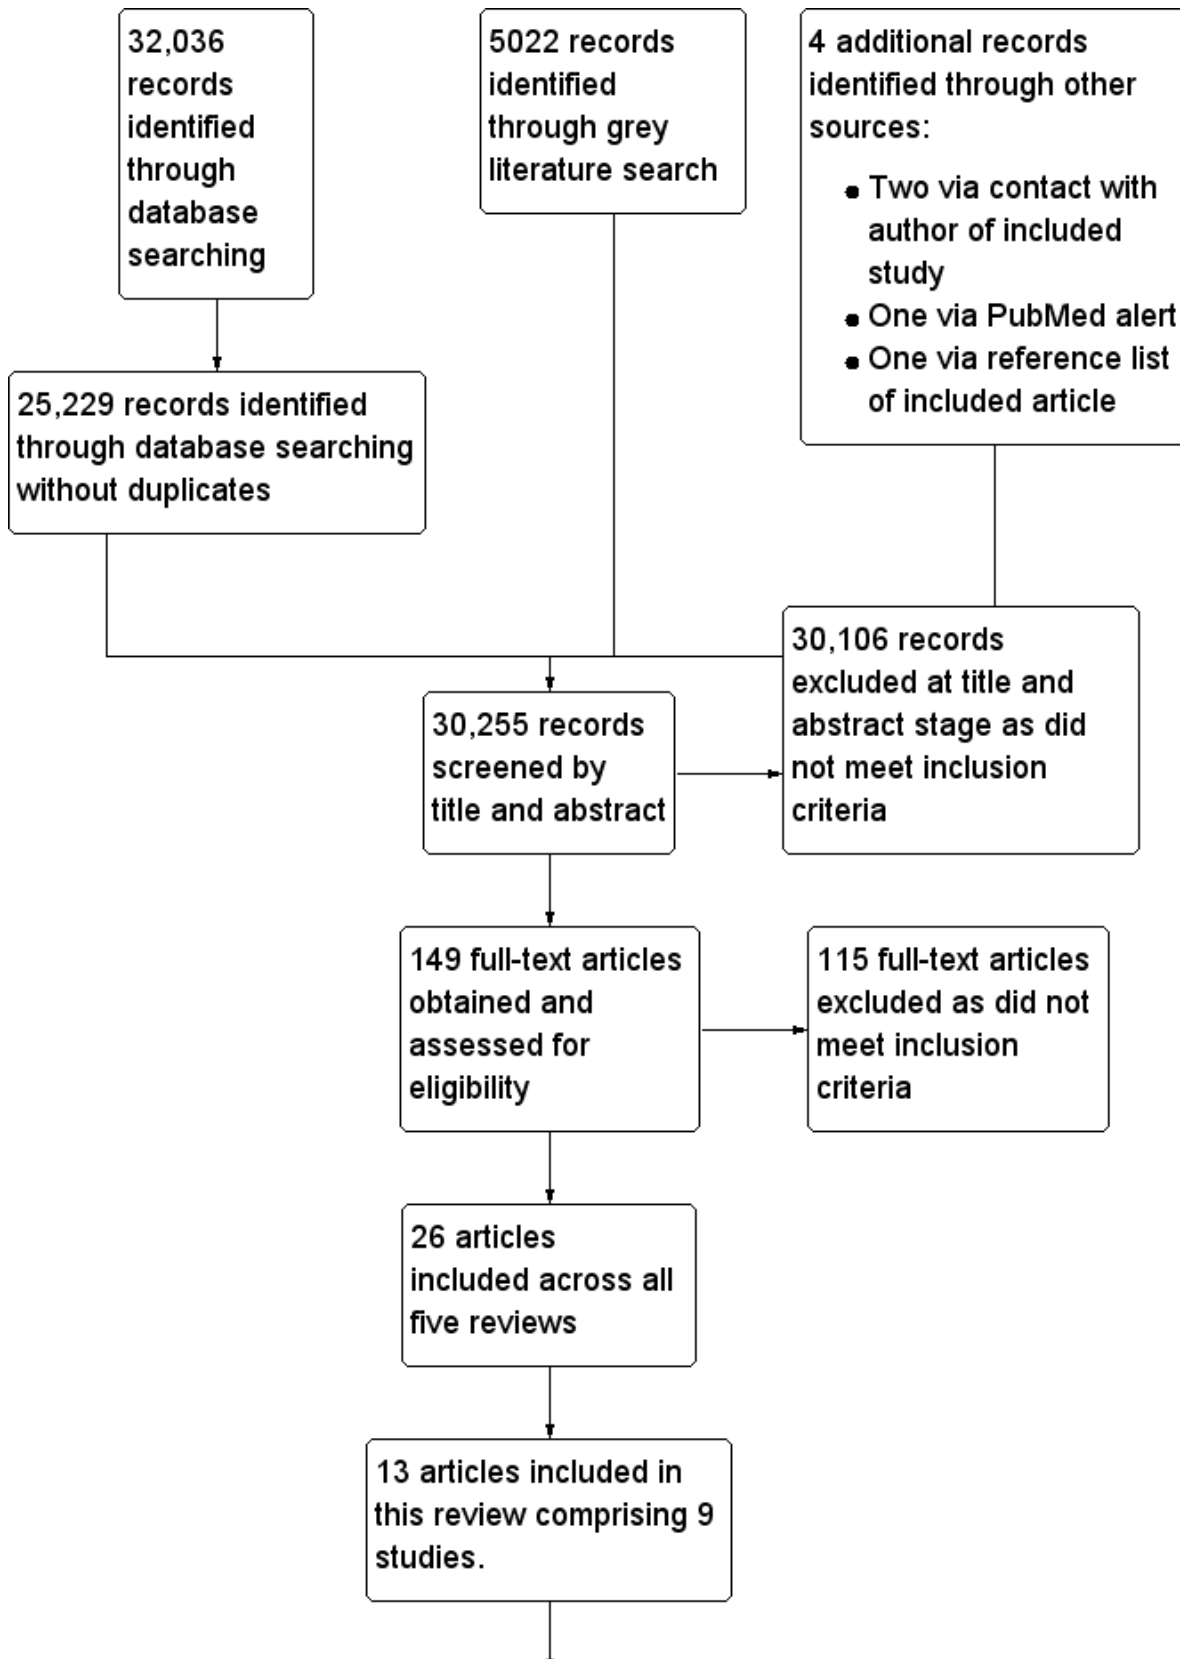 32,036
records
identified
through
database
searching
5022 records
identified
through grey
literature search
4 additional records
identified through other
sources:
• Two via contact with
author of included
study
• One via PubMed alert
• One via reference list
of included article
25,229 records identified
through database searching
without duplicates
30,106 records
excluded at title and
abstract stage as did
not meet inclusion
criteria
30,255 records
screened by
title and abstract
149 full-text articles
obtained and
assessed for
eligibility
115 full-text articles
excluded as did not
meet inclusion
criteria
26 articles
included across all
five reviews
13 articles included in
this review comprising 9
studies.